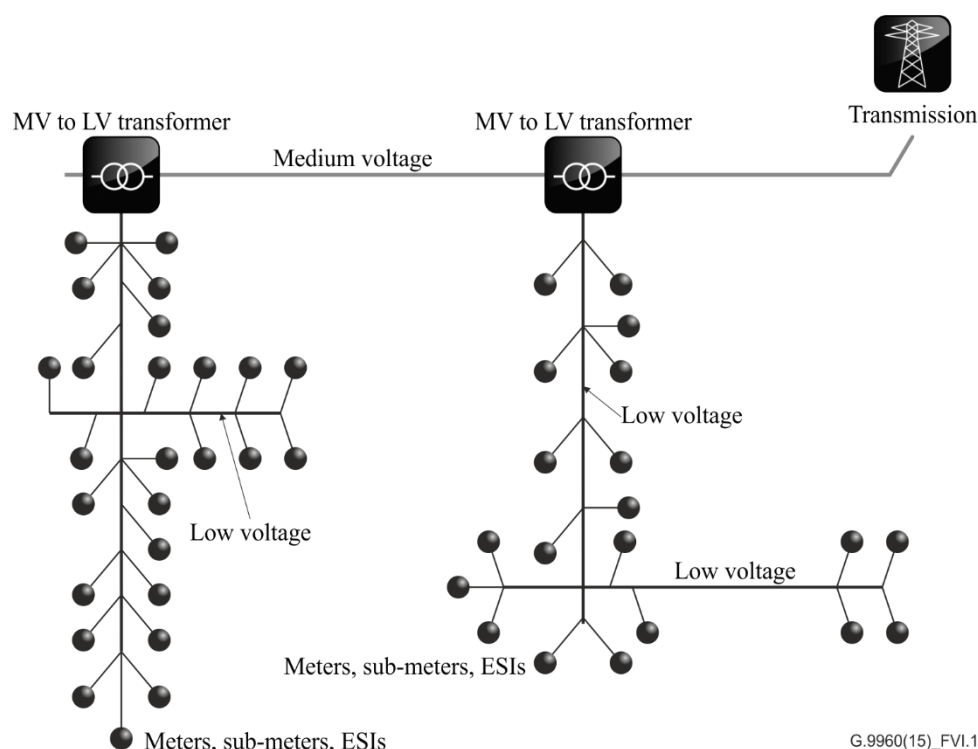 Transmission
MV to LV transformer
MV to LV transformer
Medium voltage
Low voltage
Low voltage
Low voltage
Meters, sub-meters, ESIs
Meters, sub-meters, ESIs
G.9960(15)_FVI.1